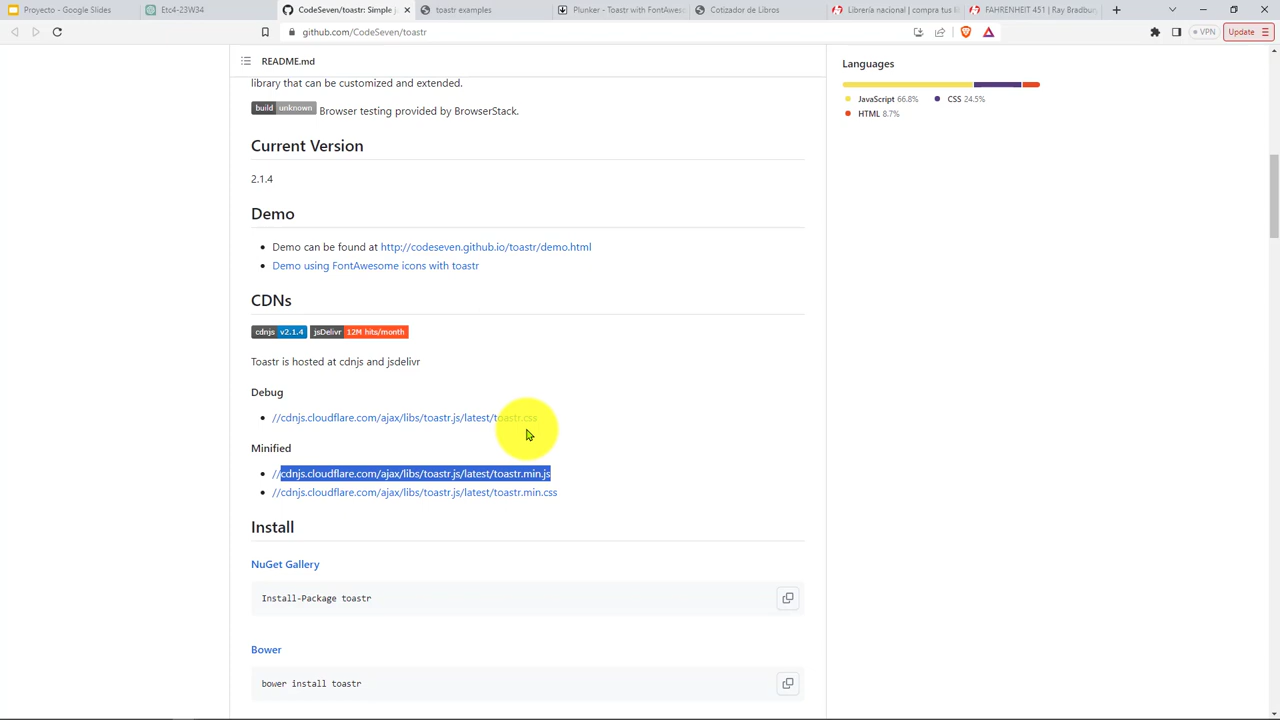 Proyecto - Google Slides
Etc4-23W34
CodeSeven/toastr: Simple j
toastr examples
Plunker - Toastr with FontAwesom
Cotizador de Libros
Librería nacional | compra tus li
FAHRENHEIT 451 | Ray Bradbury
github.com/CodeSeven/toastr
VPN
Update
README.md
library that can be customized and extended.
build unknown Browser testing provided by BrowserStack.
Current Version
2.1.4
Demo
Demo can be found at http://codeseven.github.io/toastr/demo.html
Demo using FontAwesome icons with toastr
CDNs
cdnjs v2.1.4 jsDelivr 12M hits/month
Toastr is hosted at cdnjs and jsdelivr
Debug
//cdnjs.cloudflare.com/ajax/libs/toastr.js/latest/toastr.css
Minified
//cdnjs.cloudflare.com/ajax/libs/toastr.js/latest/toastr.min.js
//cdnjs.cloudflare.com/ajax/libs/toastr.js/latest/toastr.min.css
Install
NuGet Gallery
Install-Package toastr
Bower
bower install toastr
Languages
JavaScript 66.8%
CSS 24.5%
HTML 8.7%